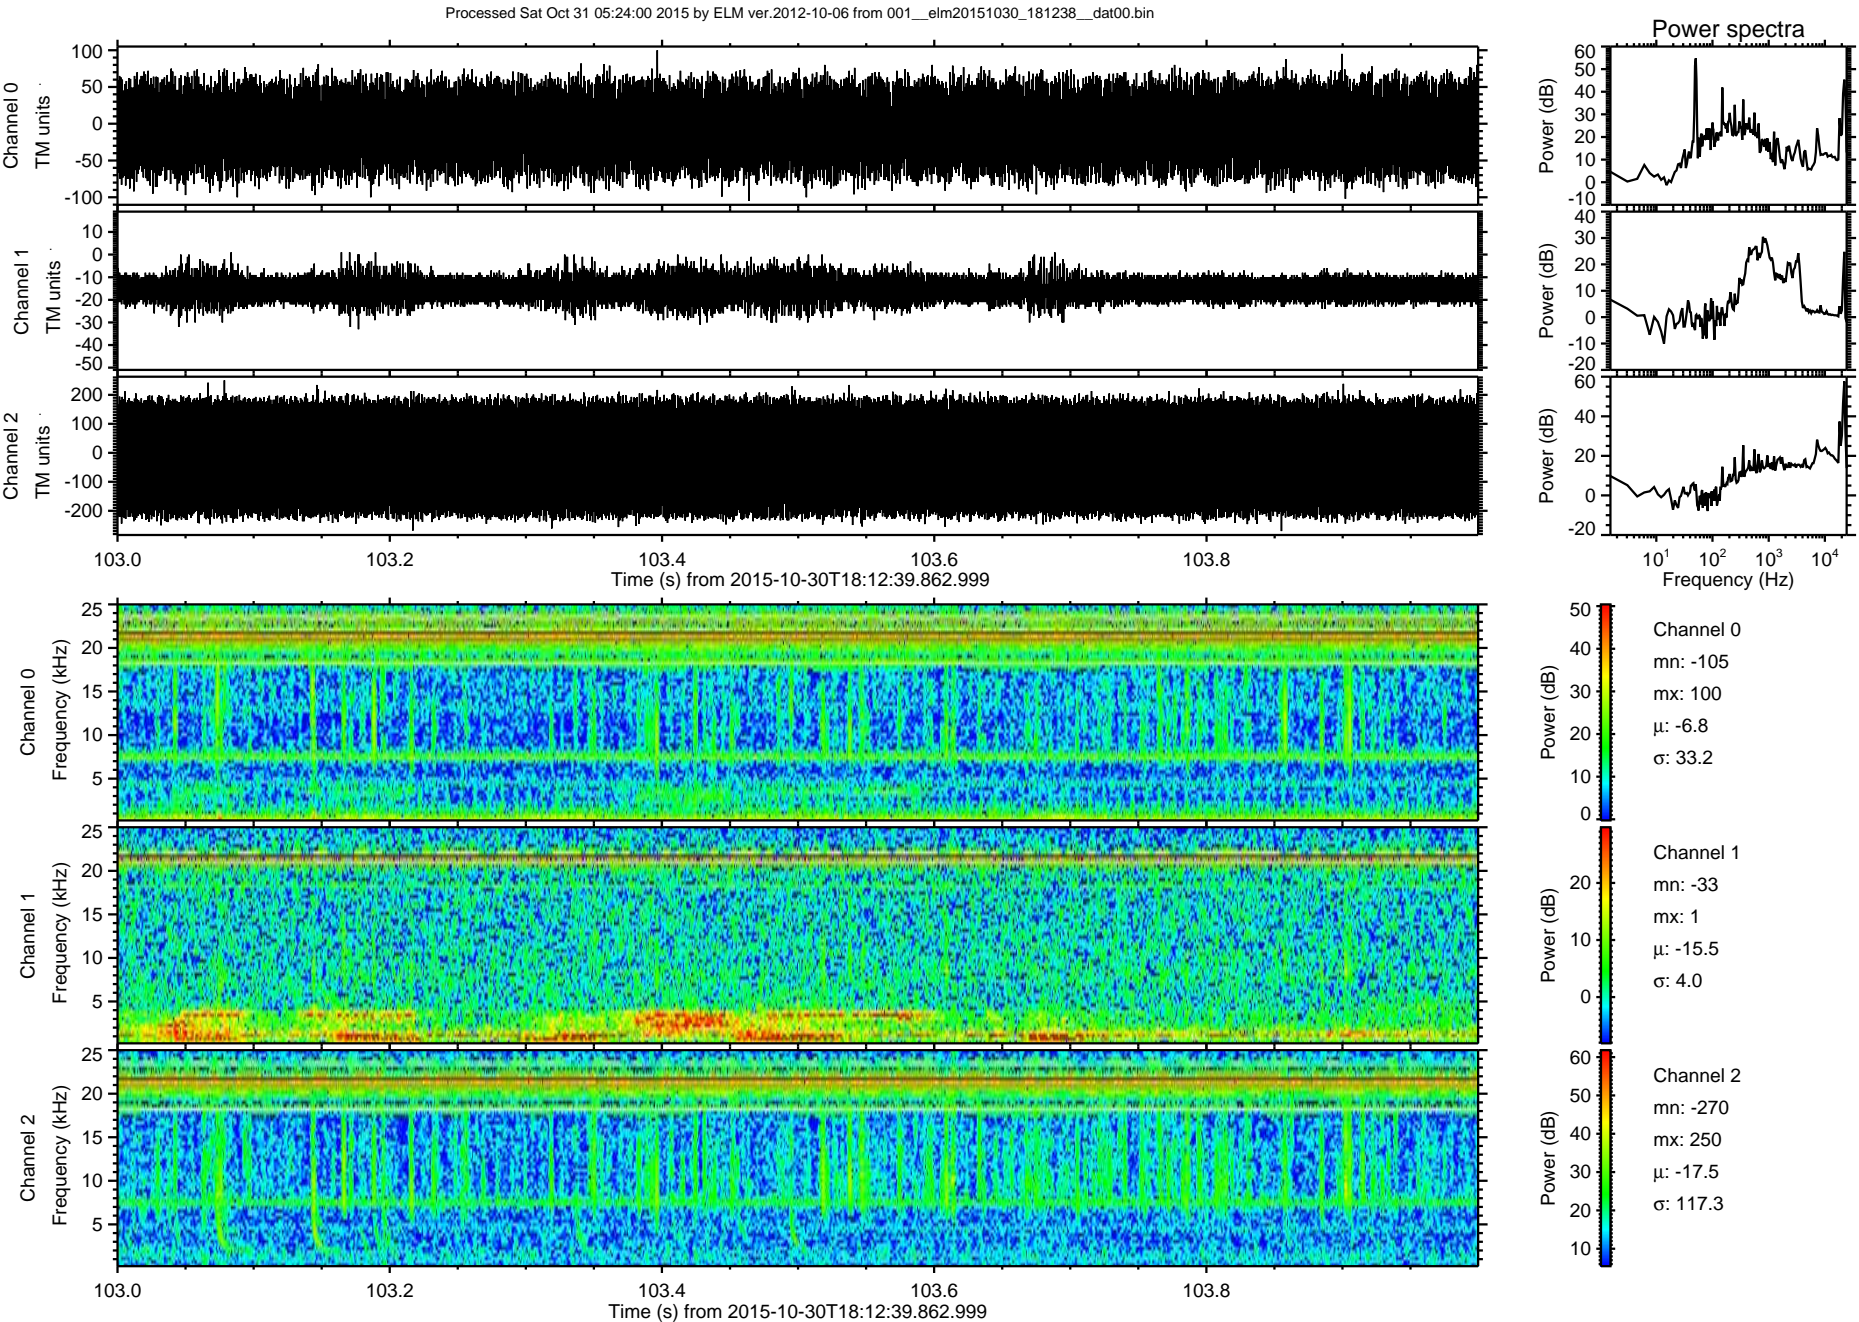 Processed Sat Oct 31 05:24:00 2015 by ELM ver.2012-10-06 from 001__elm20151030_181238__dat00.bin
Power spectra
Channel 0
TM units
100
50
0
-50
-100
Power (dB)
60
50
40
30
20
10
0
-10
Channel 1
TM units
10
0
-10
-20
-30
-40
-50
Power (dB)
40
30
20
10
0
-10
-20
Channel 2
TM units
200
100
0
-100
-200
Power (dB)
60
40
20
0
-20
103.0 103.2 103.4 103.6 103.8
Time (s) from 2015-10-30T18:12:39.862.999
10¹ 10² 10³ 10⁴
Frequency (Hz)
Channel 0
Frequency (kHz)
25
20
15
10
5
Power (dB)
50
40
30
20
10
0
Channel 0
mn: -105
mx: 100
μ: -6.8
σ: 33.2
Channel 1
Frequency (kHz)
25
20
15
10
5
Power (dB)
20
10
0
Channel 1
mn: -33
mx: 1
μ: -15.5
σ: 4.0
Channel 2
Frequency (kHz)
25
20
15
10
5
Power (dB)
60
50
40
30
20
10
Channel 2
mn: -270
mx: 250
μ: -17.5
σ: 117.3
103.0 103.2 103.4 103.6 103.8
Time (s) from 2015-10-30T18:12:39.862.999